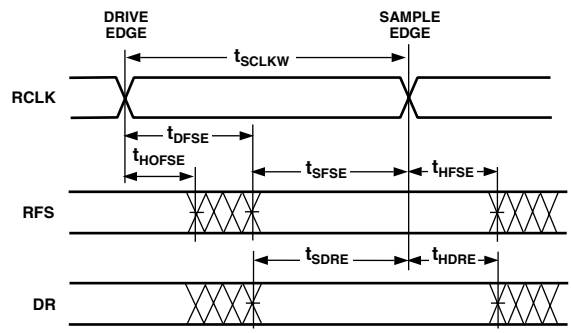 DRIVE
EDGE
SAMPLE
EDGE
tSCLKW
RCLK
tDFSE
tHOFSE
tSFSE
tHFSE
RFS
tSDRE
tHDRE
DR